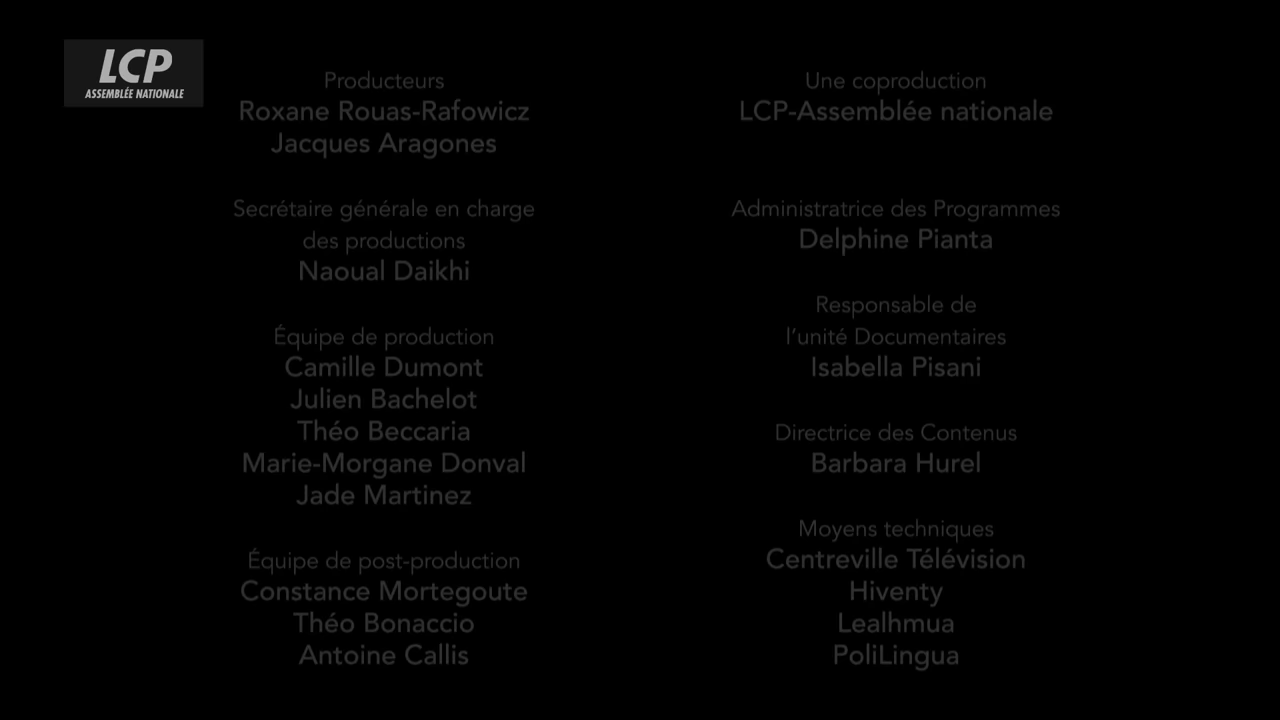 LCP
ASSEMBLÉE NATIONALE
Producteurs
Roxane Rouas-Rafowicz
Jacques Aragones
Secrétaire générale en charge
des productions
Naoual Daikhi
Équipe de production
Camille Dumont
Julien Bachelot
Théo Beccaria
Marie-Morgane Donval
Jade Martinez
Équipe de post-production
Constance Mortegoute
Théo Bonaccio
Antoine Callis
Une coproduction
LCP-Assemblée nationale
Administratrice des Programmes
Delphine Pianta
Responsable de
l’unité Documentaires
Isabella Pisani
Directrice des Contenus
Barbara Hurel
Moyens techniques
Centreville Télévision
Hiventy
Lealhmua
PoliLingua